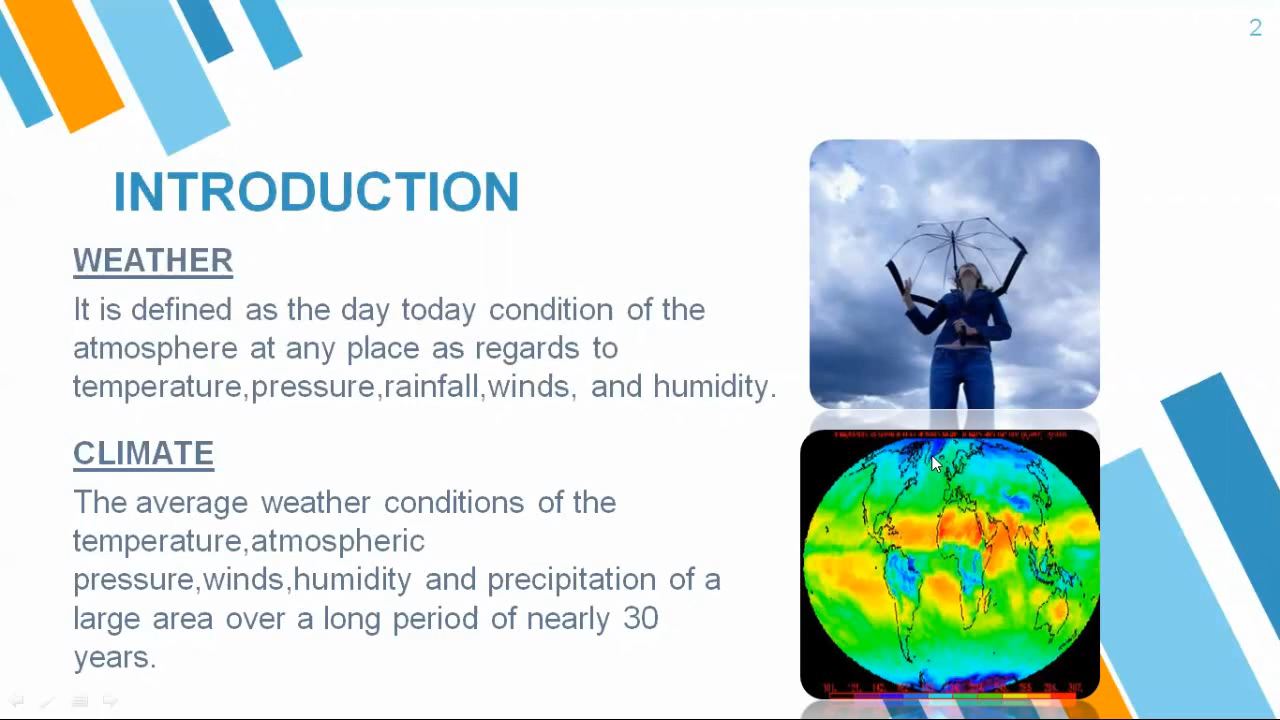 2
INTRODUCTION
WEATHER
It is defined as the day today condition of the
atmosphere at any place as regards to
temperature,pressure,rainfall,winds, and humidity.
CLIMATE
The average weather conditions of the
temperature,atmospheric
pressure,winds,humidity and precipitation of a
large area over a long period of nearly 30
years.